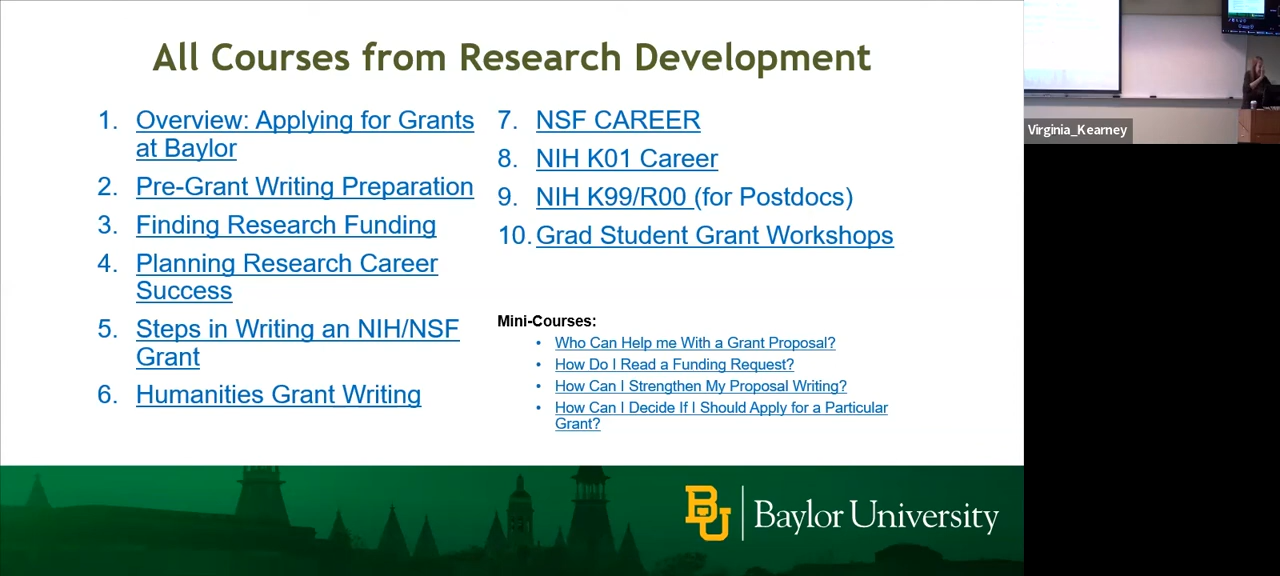 All Courses from Research Development
1. Overview: Applying for Grants
at Baylor
2. Pre-Grant Writing Preparation
3. Finding Research Funding
4. Planning Research Career
Success
5. Steps in Writing an NIH/NSF
Grant
6. Humanities Grant Writing
7. NSF CAREER
8. NIH K01 Career
9. NIH K99/R00 (for Postdocs)
10. Grad Student Grant Workshops
Mini-Courses:
• Who Can Help me With a Grant Proposal?
• How Do I Read a Funding Request?
• How Can I Strengthen My Proposal Writing?
• How Can I Decide If I Should Apply for a Particular
Grant?
BU
Baylor University
Virginia_Kearney